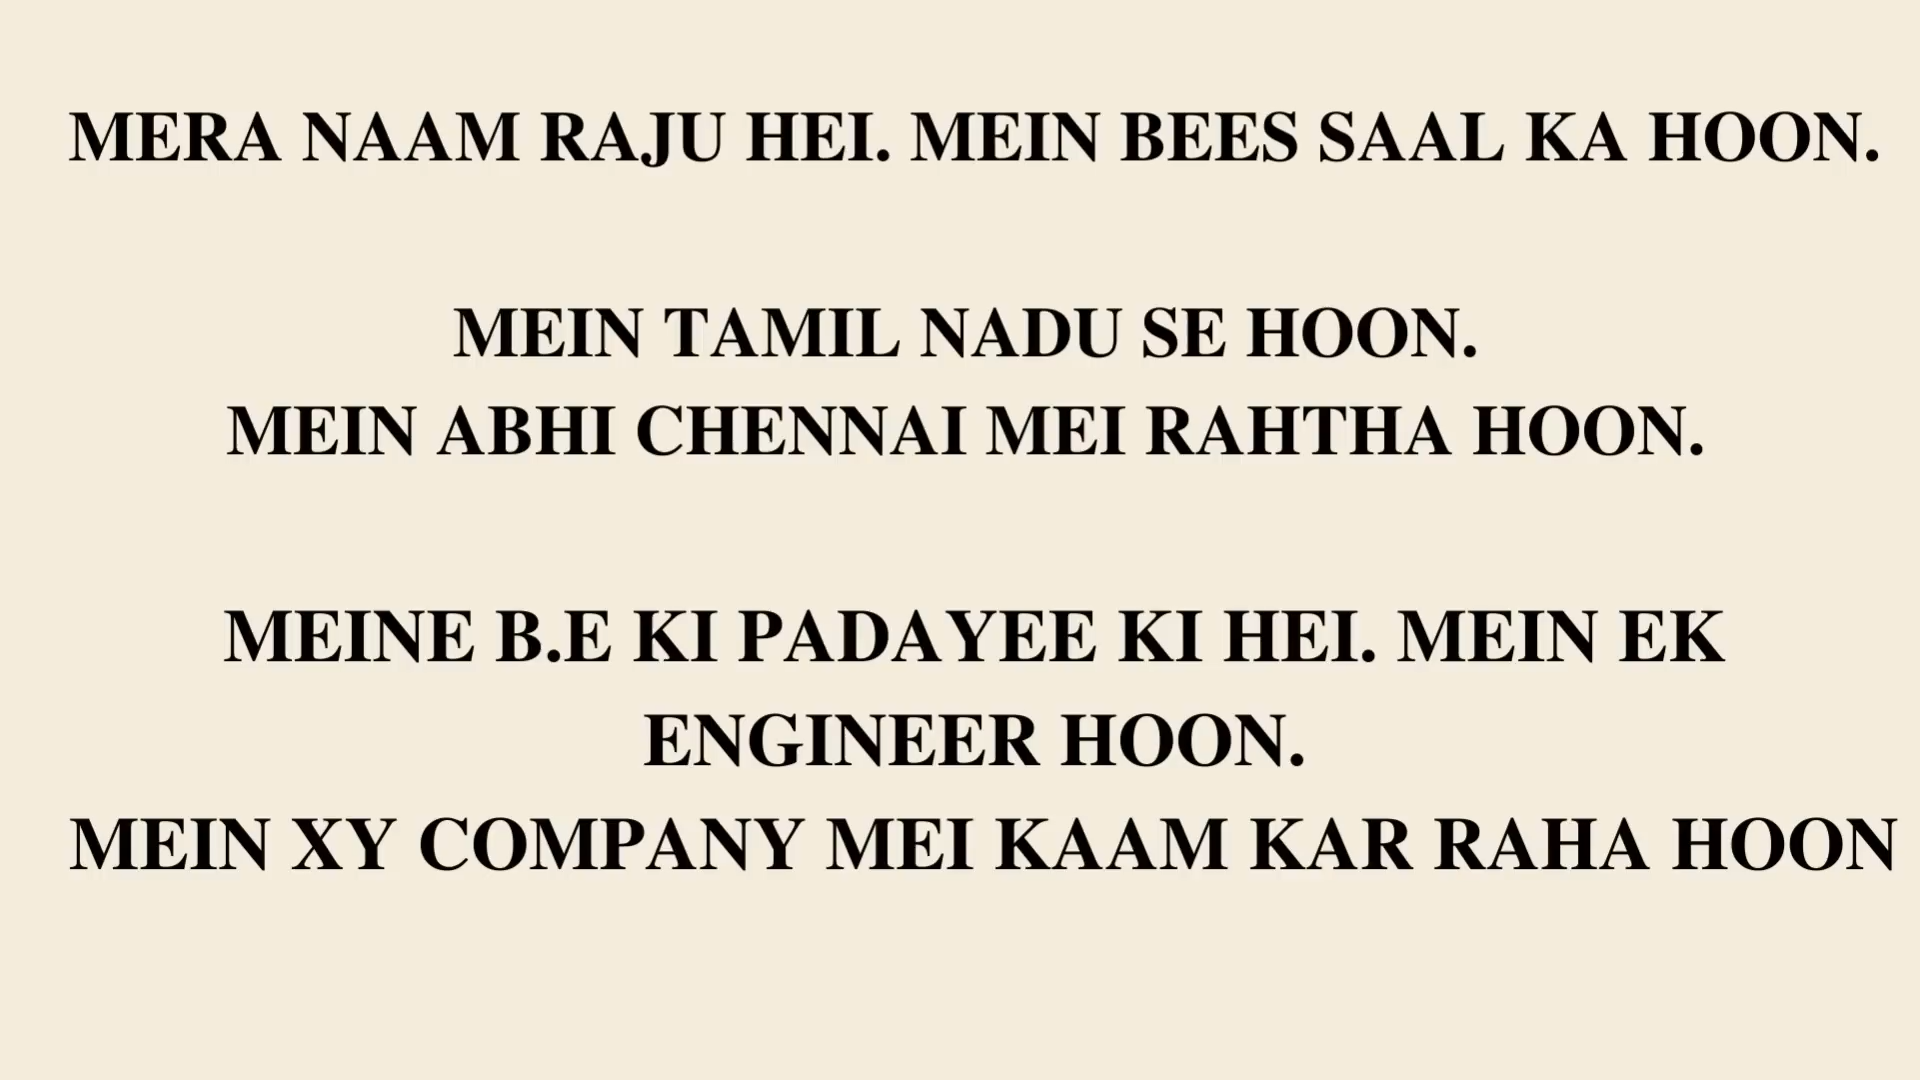 MERA NAAM RAJU HEI. MEIN BEES SAAL KA HOON.
MEIN TAMIL NADU SE HOON.
MEIN ABHI CHENNAI MEI RAHTHA HOON.
MEINE B.E KI PADAYEE KI HEI. MEIN EK
ENGINEER HOON.
MEIN XY COMPANY MEI KAAM KAR RAHA HOON